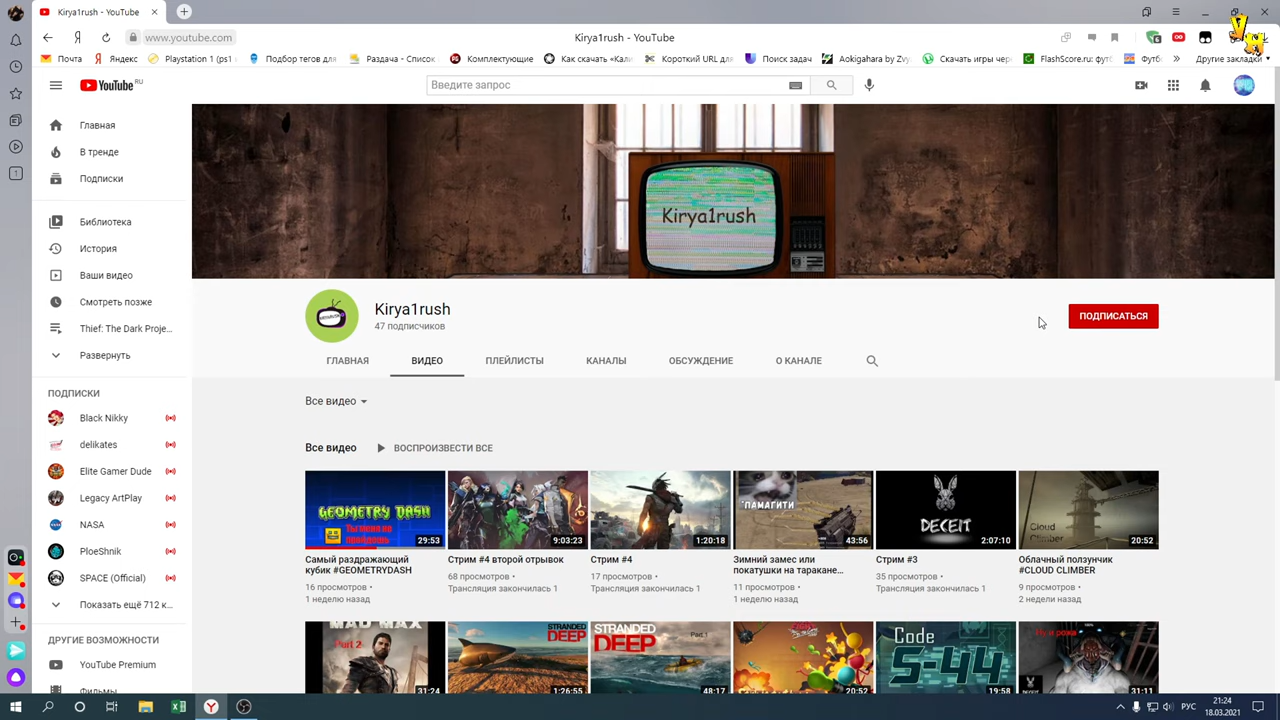 Kirya1rush - YouTube
www.youtube.com
Kirya1rush - YouTube
Почта
Яндекс
Playstation 1 (ps1
Подбор тегов для
Раздача - Список
Комплектующие
Как скачать «Кали
Короткий URL для
Поиск задач
Aokigahara by Zvy
Скачать игры чер
FlashScore.ru: фут
Футбо
Другие закладки
YouTube RU
Введите запрос
Главная
В тренде
Подписки
Библиотека
История
Ваши видео
Смотреть позже
Thief: The Dark Proje...
Развернуть
ПОДПИСКИ
Black Nikky
delikates
Elite Gamer Dude
Legacy ArtPlay
NASA
PloeShnik
SPACE (Official)
Показать ещё 712 к...
ДРУГИЕ ВОЗМОЖНОСТИ
YouTube Premium
Фильмы
Kirya1rush
Kirya1rush
47 подписчиков
ПОДПИСАТЬСЯ
ГЛАВНАЯ
ВИДЕО
ПЛЕЙЛИСТЫ
КАНАЛЫ
ОБСУЖДЕНИЕ
О КАНАЛЕ
Все видео
Все видео
ВОСПРОИЗВЕСТИ ВСЕ
GEOMETRY DASH
Ты меня не
проведёшь
29:53
Самый раздражающий
кубик #GEOMETRYDASH
16 просмотров •
1 неделю назад
9:03:23
Стрим #4 второй отрывок
68 просмотров •
Трансляция закончилась 1
1:20:18
Стрим #4
17 просмотров •
Трансляция закончилась 1
ПАМАГИТИ
43:56
Зимний замес или
покатушки на таракане...
11 просмотров •
1 неделю назад
DECEIT
2:07:10
Стрим #3
35 просмотров •
Трансляция закончилась 1
Cloud
Climber
20:52
Облачный ползунчик
#CLOUD CLIMBER
9 просмотров •
2 недели назад
MAD MAX
Part 2
31:24
STRANDED
DEEP
1:26:55
STRANDED
DEEP
Part 1
48:17
20:52
Code
S-44
19:58
Ну и рожа
31:11
РУС
21:24
18.03.2021